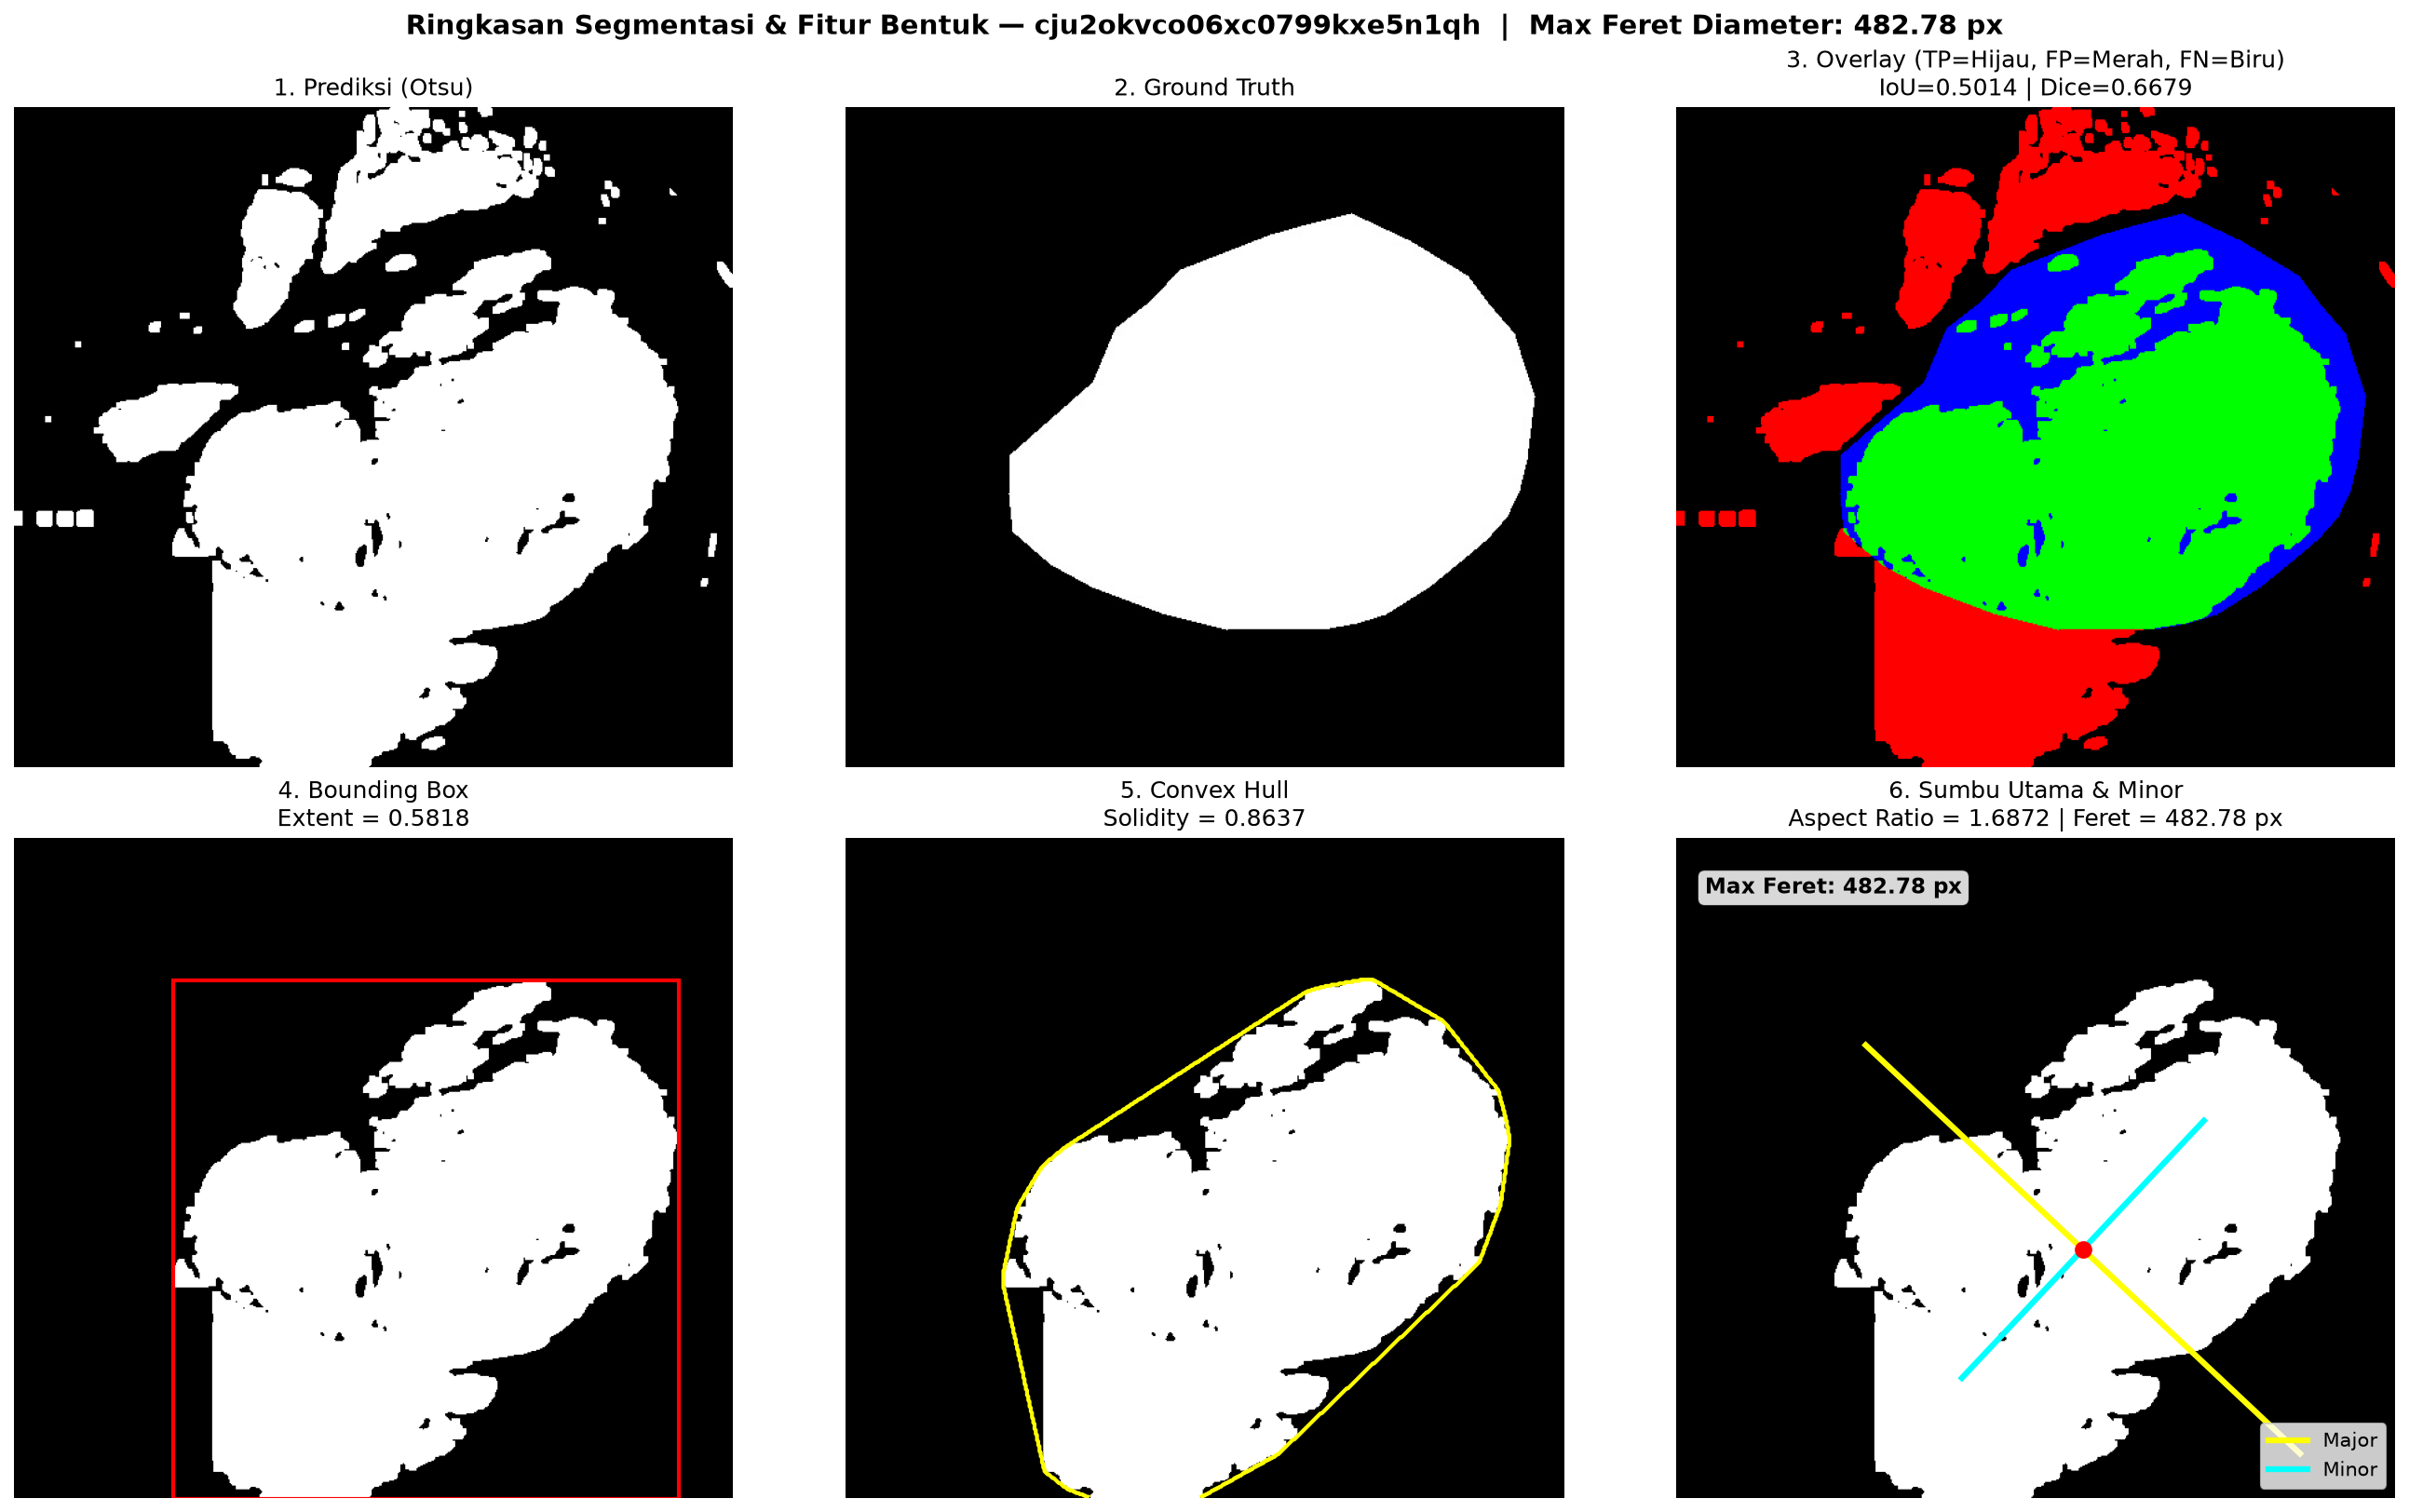 Ringkasan Segmentasi & Fitur Bentuk — cju2okvco06xc0799kxe5n1qh | Max Feret Diameter: 482.78 px
1. Prediksi (Otsu)
2. Ground Truth
3. Overlay (TP=Hijau, FP=Merah, FN=Biru)
IoU=0.5014 | Dice=0.6679
4. Bounding Box
Extent = 0.5818
5. Convex Hull
Solidity = 0.8637
6. Sumbu Utama & Minor
Aspect Ratio = 1.6872 | Feret = 482.78 px
Max Feret: 482.78 px
Major
Minor